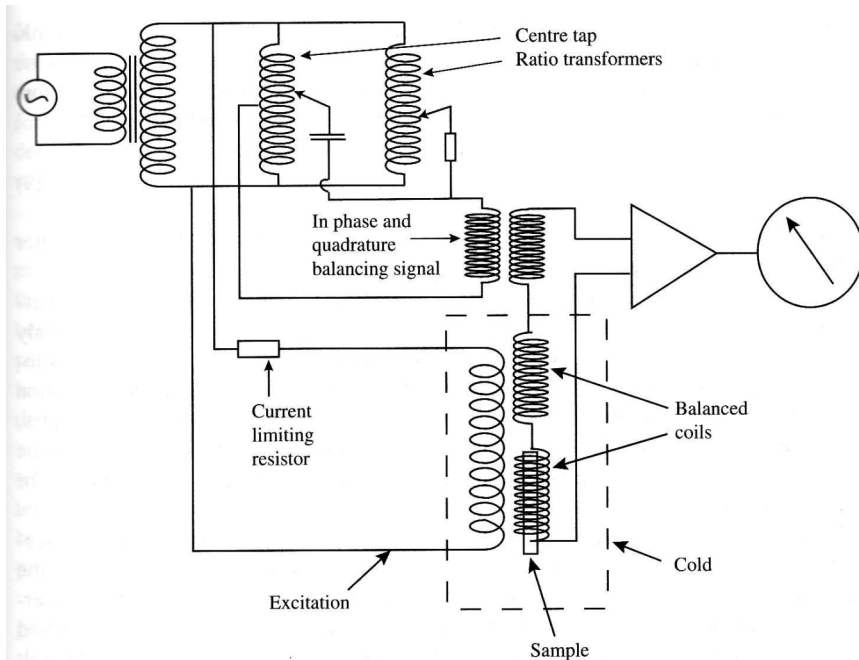 Centre tap
Ratio transformers
In phase and
quadrature
balancing signal
Current
limiting
resistor
Balanced
coils
Cold
Excitation
Sample